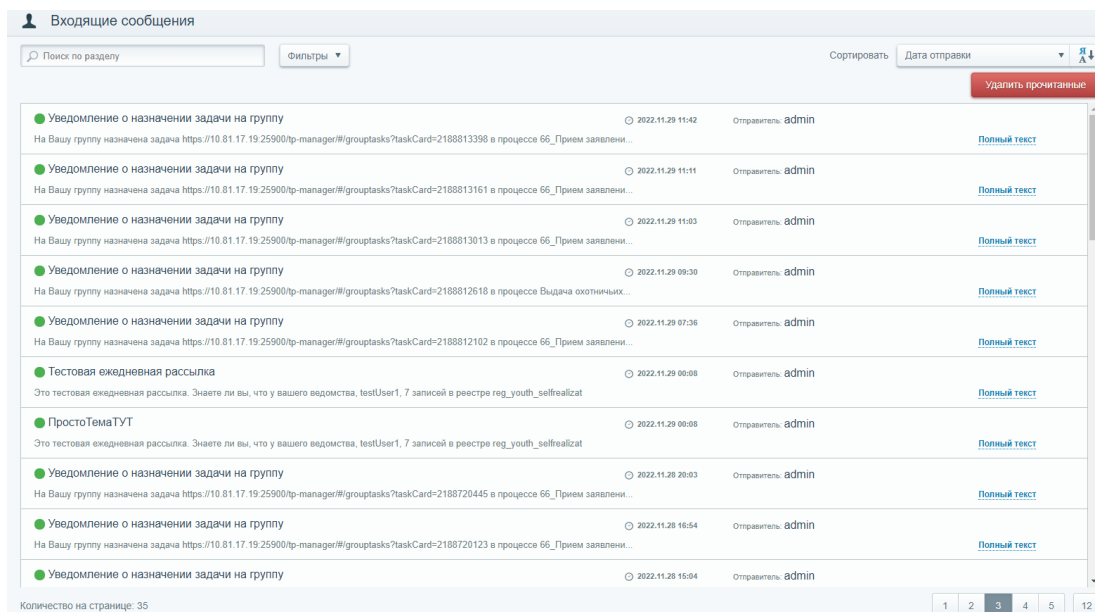 Входящие сообщения
Поиск по разделу
Фильтры
Сортировать
Дата отправки
Я
А
Удалить прочитанные
Уведомление о назначении задачи на группу 2022.11.29 11:42 Отправитель: admin
На Вашу группу назначена задача https://10.81.17.19:25900/tp-manager/#/grouptasks?taskCard=2188813398 в процессе 66_Прием заявлени... Полный текст
Уведомление о назначении задачи на группу 2022.11.29 11:11 Отправитель: admin
На Вашу группу назначена задача https://10.81.17.19:25900/tp-manager/#/grouptasks?taskCard=2188813161 в процессе 66_Прием заявлени... Полный текст
Уведомление о назначении задачи на группу 2022.11.29 11:03 Отправитель: admin
На Вашу группу назначена задача https://10.81.17.19:25900/tp-manager/#/grouptasks?taskCard=2188813013 в процессе 66_Прием заявлени... Полный текст
Уведомление о назначении задачи на группу 2022.11.29 09:30 Отправитель: admin
На Вашу группу назначена задача https://10.81.17.19:25900/tp-manager/#/grouptasks?taskCard=2188812618 в процессе Выдача охотничьих... Полный текст
Уведомление о назначении задачи на группу 2022.11.29 07:36 Отправитель: admin
На Вашу группу назначена задача https://10.81.17.19:25900/tp-manager/#/grouptasks?taskCard=2188812102 в процессе 66_Прием заявлени... Полный текст
Тестовая ежедневная рассылка 2022.11.29 00:08 Отправитель: admin
Это тестовая ежедневная рассылка. Знаете ли вы, что у вашего ведомства, testUser1, 7 записей в реестре reg_youth_selfrealizat Полный текст
ПростоТемаТУТ 2022.11.29 00:08 Отправитель: admin
Это тестовая ежедневная рассылка. Знаете ли вы, что у вашего ведомства, testUser1, 7 записей в реестре reg_youth_selfrealizat Полный текст
Уведомление о назначении задачи на группу 2022.11.28 20:03 Отправитель: admin
На Вашу группу назначена задача https://10.81.17.19:25900/tp-manager/#/grouptasks?taskCard=2188720445 в процессе 66_Прием заявлени... Полный текст
Уведомление о назначении задачи на группу 2022.11.28 16:54 Отправитель: admin
На Вашу группу назначена задача https://10.81.17.19:25900/tp-manager/#/grouptasks?taskCard=2188720123 в процессе 66_Прием заявлени... Полный текст
Уведомление о назначении задачи на группу 2022.11.28 15:04 Отправитель: admin
Количество на странице: 35 1 2 3 4 5 12